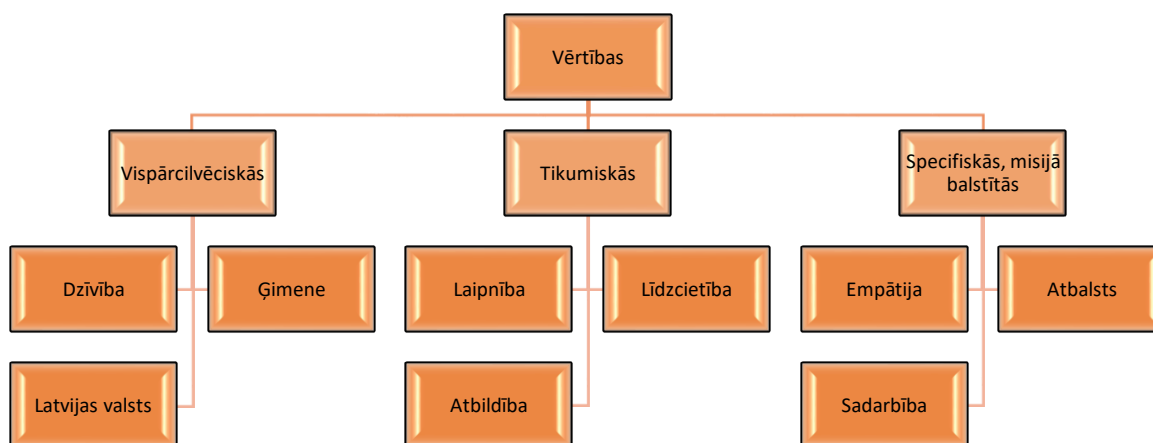 Vērtības
Vispārcilvēciskās
Tikumiskās
Specifiskās, misijā
balstītās
Dzīvība
Ģimene
Laipnība
Līdzcietība
Empātija
Atbalsts
Latvijas valsts
Atbildība
Sadarbība